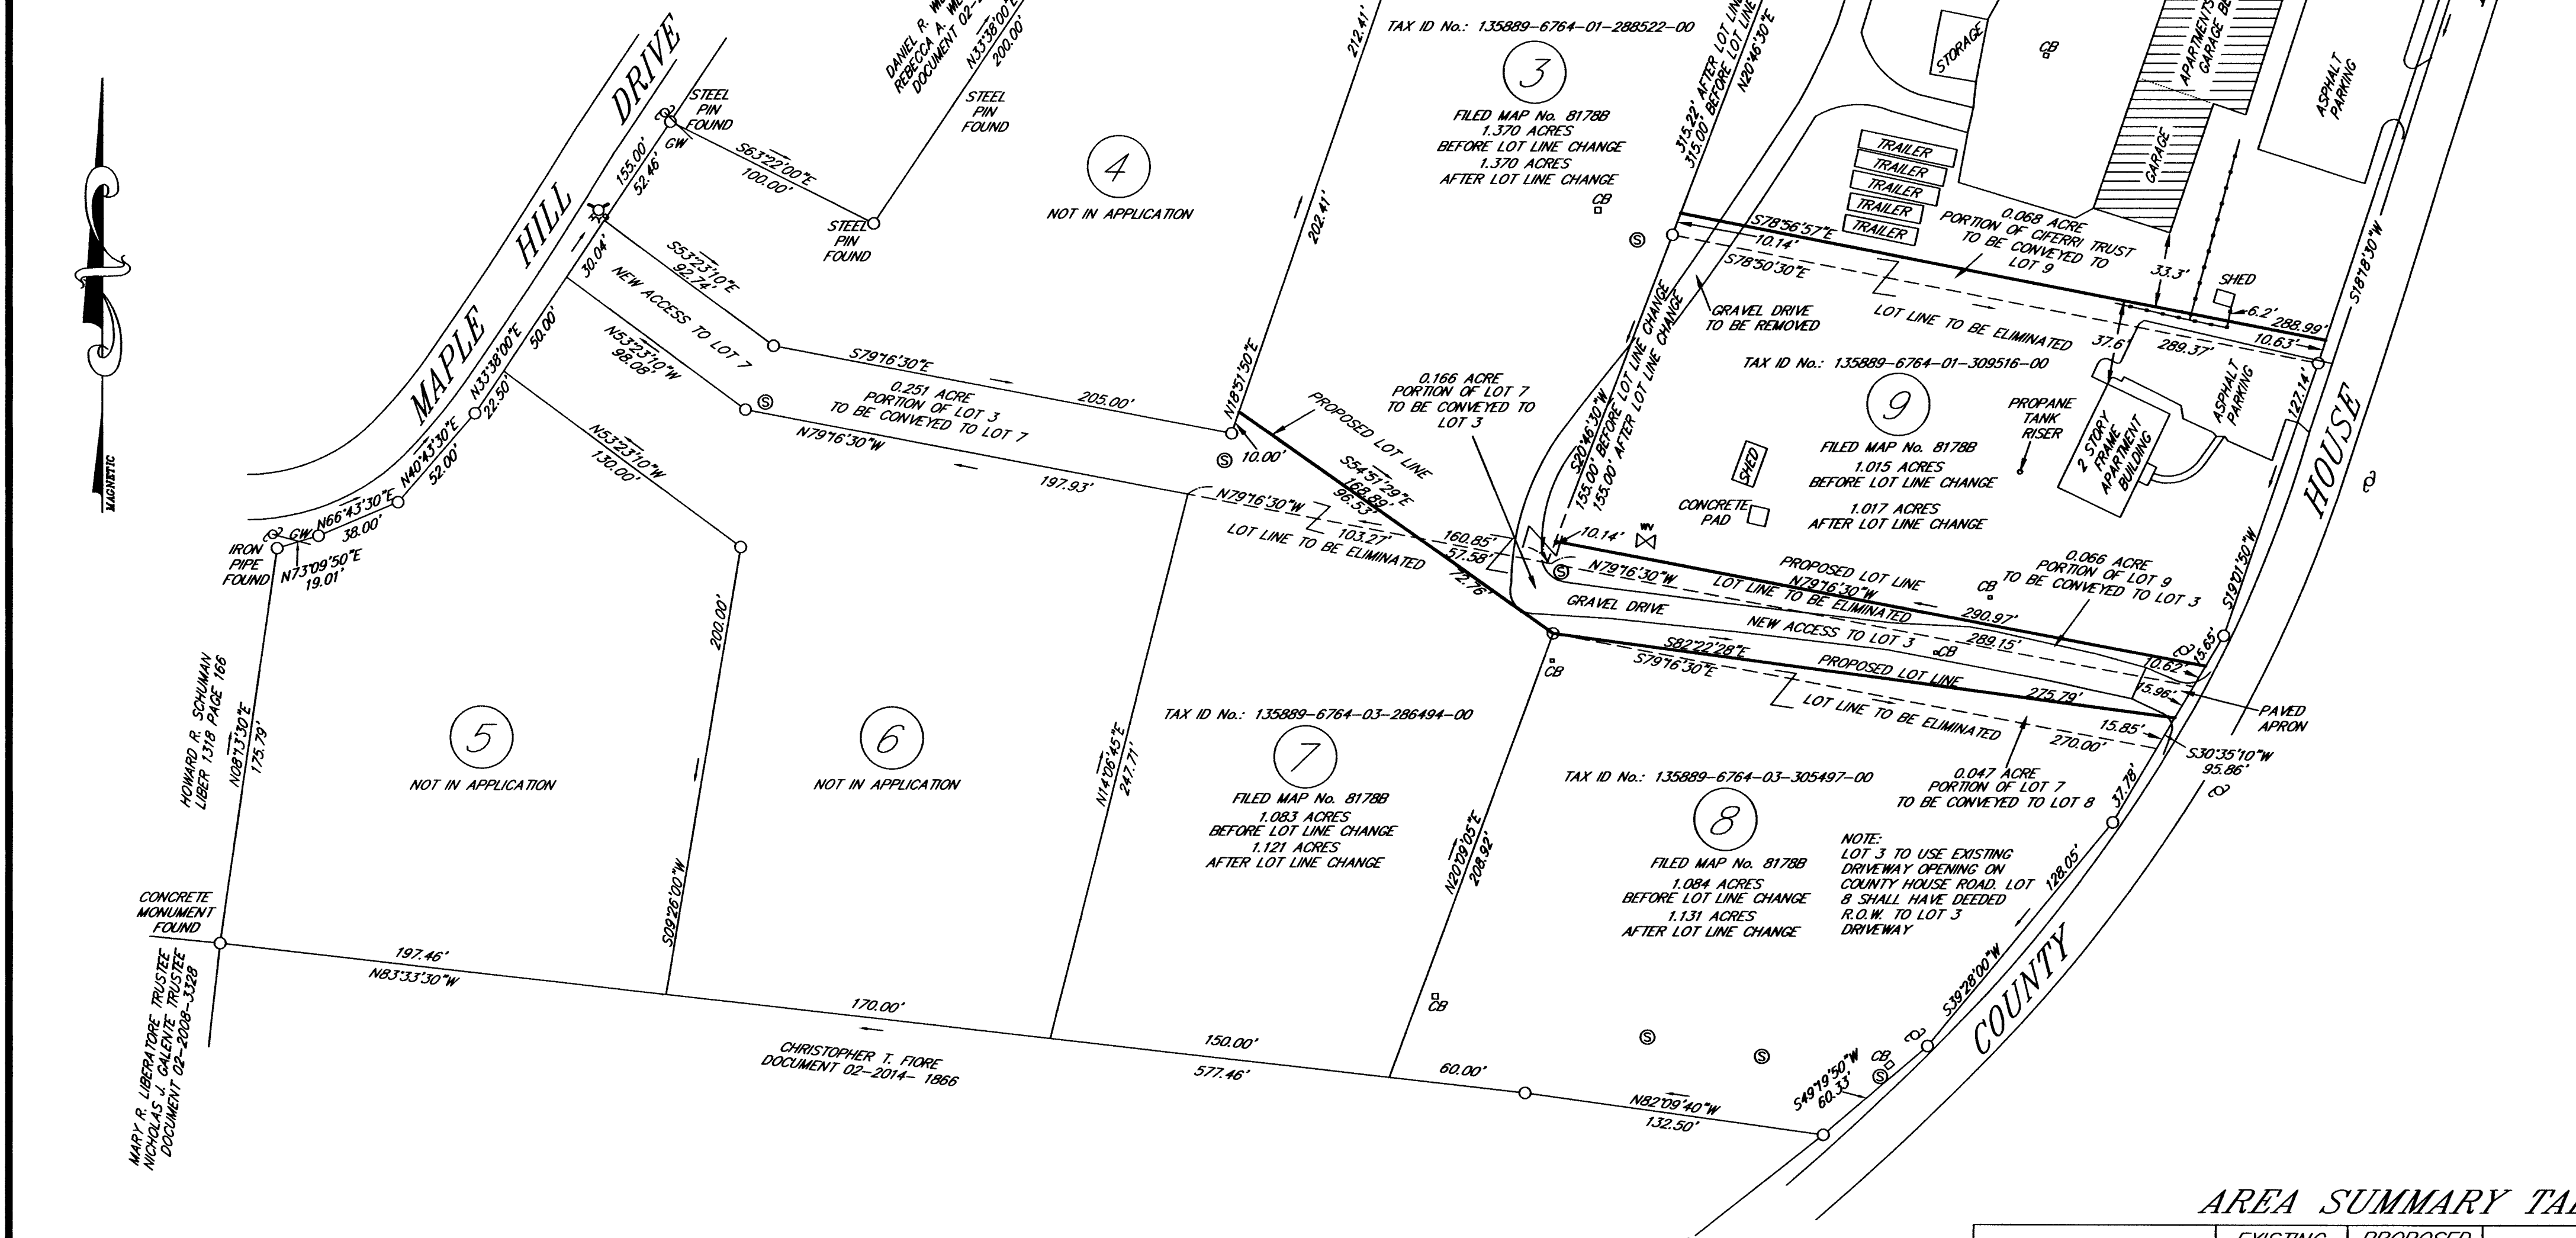 DANIEL R.
REBECCA A.
DOCUMENT 02-
N33°38'00"E
200.00'
212.41'
TAX ID No.: 135889-6764-01-288522-00
3
FILED MAP No. 8178B
1.370 ACRES
BEFORE LOT LINE CHANGE
1.370 ACRES
AFTER LOT LINE CHANGE
CB
315.22' AFTER LOT LINE
315.00' BEFORE LOT LINE
N20°46'30"E
STORAGE
CB
APARTMENTS
GARAGE
GARAGE
ASPHALT
PARKING
TRAILER
TRAILER
TRAILER
TRAILER
TRAILER
MAPLE HILL DRIVE
STEEL
PIN
FOUND
GW
155.00'
52.46'
S63°22'00"E
100.00'
STEEL
PIN
FOUND
STEEL
PIN
FOUND
4
NOT IN APPLICATION
202.41'
N18°51'50"E
10.00'
S
MAGNETIC
30.04'
S53°23'10"E
92.74'
NEW ACCESS TO LOT 7
N53°23'10"W
98.08'
50.00'
N33°38'00"E
22.50'
N40°43'30"E
52.00'
N66°43'30"E
38.00'
GW
IRON
PIPE
FOUND
N73°09'50"E
19.01'
S79°16'30"E
205.00'
0.251 ACRE
PORTION OF LOT 3
TO BE CONVEYED TO LOT 7
S
N79°16'30"W
197.93'
N53°23'10"W
130.00'
S
S78°56'57"E
10.14'
S78°50'30"E
0.068 ACRE
PORTION OF CIFERRI TRUST
TO BE CONVEYED TO
LOT 9
33.3'
SHED
6.2'
288.99'
10.63'
289.37'
37.6'
LOT LINE TO BE ELIMINATED
GRAVEL DRIVE
TO BE REMOVED
S18°18'30"W
TAX ID No.: 135889-6764-01-309516-00
9
FILED MAP No. 8178B
1.015 ACRES
BEFORE LOT LINE CHANGE
1.017 ACRES
AFTER LOT LINE CHANGE
PROPANE
TANK
RISER
2 STORY
FRAME
APARTMENT
BUILDING
ASPHALT
PARKING
127.14'
COUNTY HOUSE
SHED
CONCRETE
PAD
WV
0.166 ACRE
PORTION OF LOT 7
TO BE CONVEYED TO
LOT 3
S20°46'30"W
155.00' BEFORE LOT LINE CHANGE
155.00' AFTER LOT LINE CHANGE
PROPOSED LOT LINE
S54°51'29"E
168.89'
96.53'
N79°16'30"W
103.27'
LOT LINE TO BE ELIMINATED
160.85'
57.58'
72.76'
10.14'
S
N79°16'30"W
PROPOSED LOT LINE
N79°16'30"W
LOT LINE TO BE ELIMINATED
290.97'
289.15'
CB
0.066 ACRE
PORTION OF LOT 9
TO BE CONVEYED TO LOT 3
S19°01'50"W
15.65'
10.62'
15.96'
GRAVEL DRIVE
NEW ACCESS TO LOT 3
CB
S82°22'28"E
S79°16'30"E
PROPOSED LOT LINE
275.79'
LOT LINE TO BE ELIMINATED
15.85'
270.00'
PAVED
APRON
S30°35'10"W
95.86'
37.78'
0.047 ACRE
PORTION OF LOT 7
TO BE CONVEYED TO LOT 8
HOWARD R. SCHUMAN
LIBER 1318 PAGE 166
N08°13'30"E
175.79'
5
NOT IN APPLICATION
200.00'
S09°26'00"W
6
NOT IN APPLICATION
N14°06'45"E
247.71'
TAX ID No.: 135889-6764-03-286494-00
7
FILED MAP No. 8178B
1.083 ACRES
BEFORE LOT LINE CHANGE
1.121 ACRES
AFTER LOT LINE CHANGE
CB
N20°09'05"E
208.92'
TAX ID No.: 135889-6764-03-305497-00
8
FILED MAP No. 8178B
1.084 ACRES
BEFORE LOT LINE CHANGE
1.131 ACRES
AFTER LOT LINE CHANGE
NOTE:
LOT 3 TO USE EXISTING
DRIVEWAY OPENING ON
COUNTY HOUSE ROAD. LOT
8 SHALL HAVE DEEDED
R.O.W. TO LOT 3
DRIVEWAY
128.05'
S39°28'00"W
CONCRETE
MONUMENT
FOUND
197.46'
N83°33'30"W
MARY R. LIBERATORE TRUSTEE
NICHOLAS J. GALENTE TRUSTEE
DOCUMENT 02-2008-3328
170.00'
CHRISTOPHER T. FIORE
DOCUMENT 02-2014- 1866
150.00'
577.46'
60.00'
CB
S
S
CB
S
S49°19'50"W
60.33'
N82°09'40"W
132.50'
AREA SUMMARY
EXISTING
PROPOSED